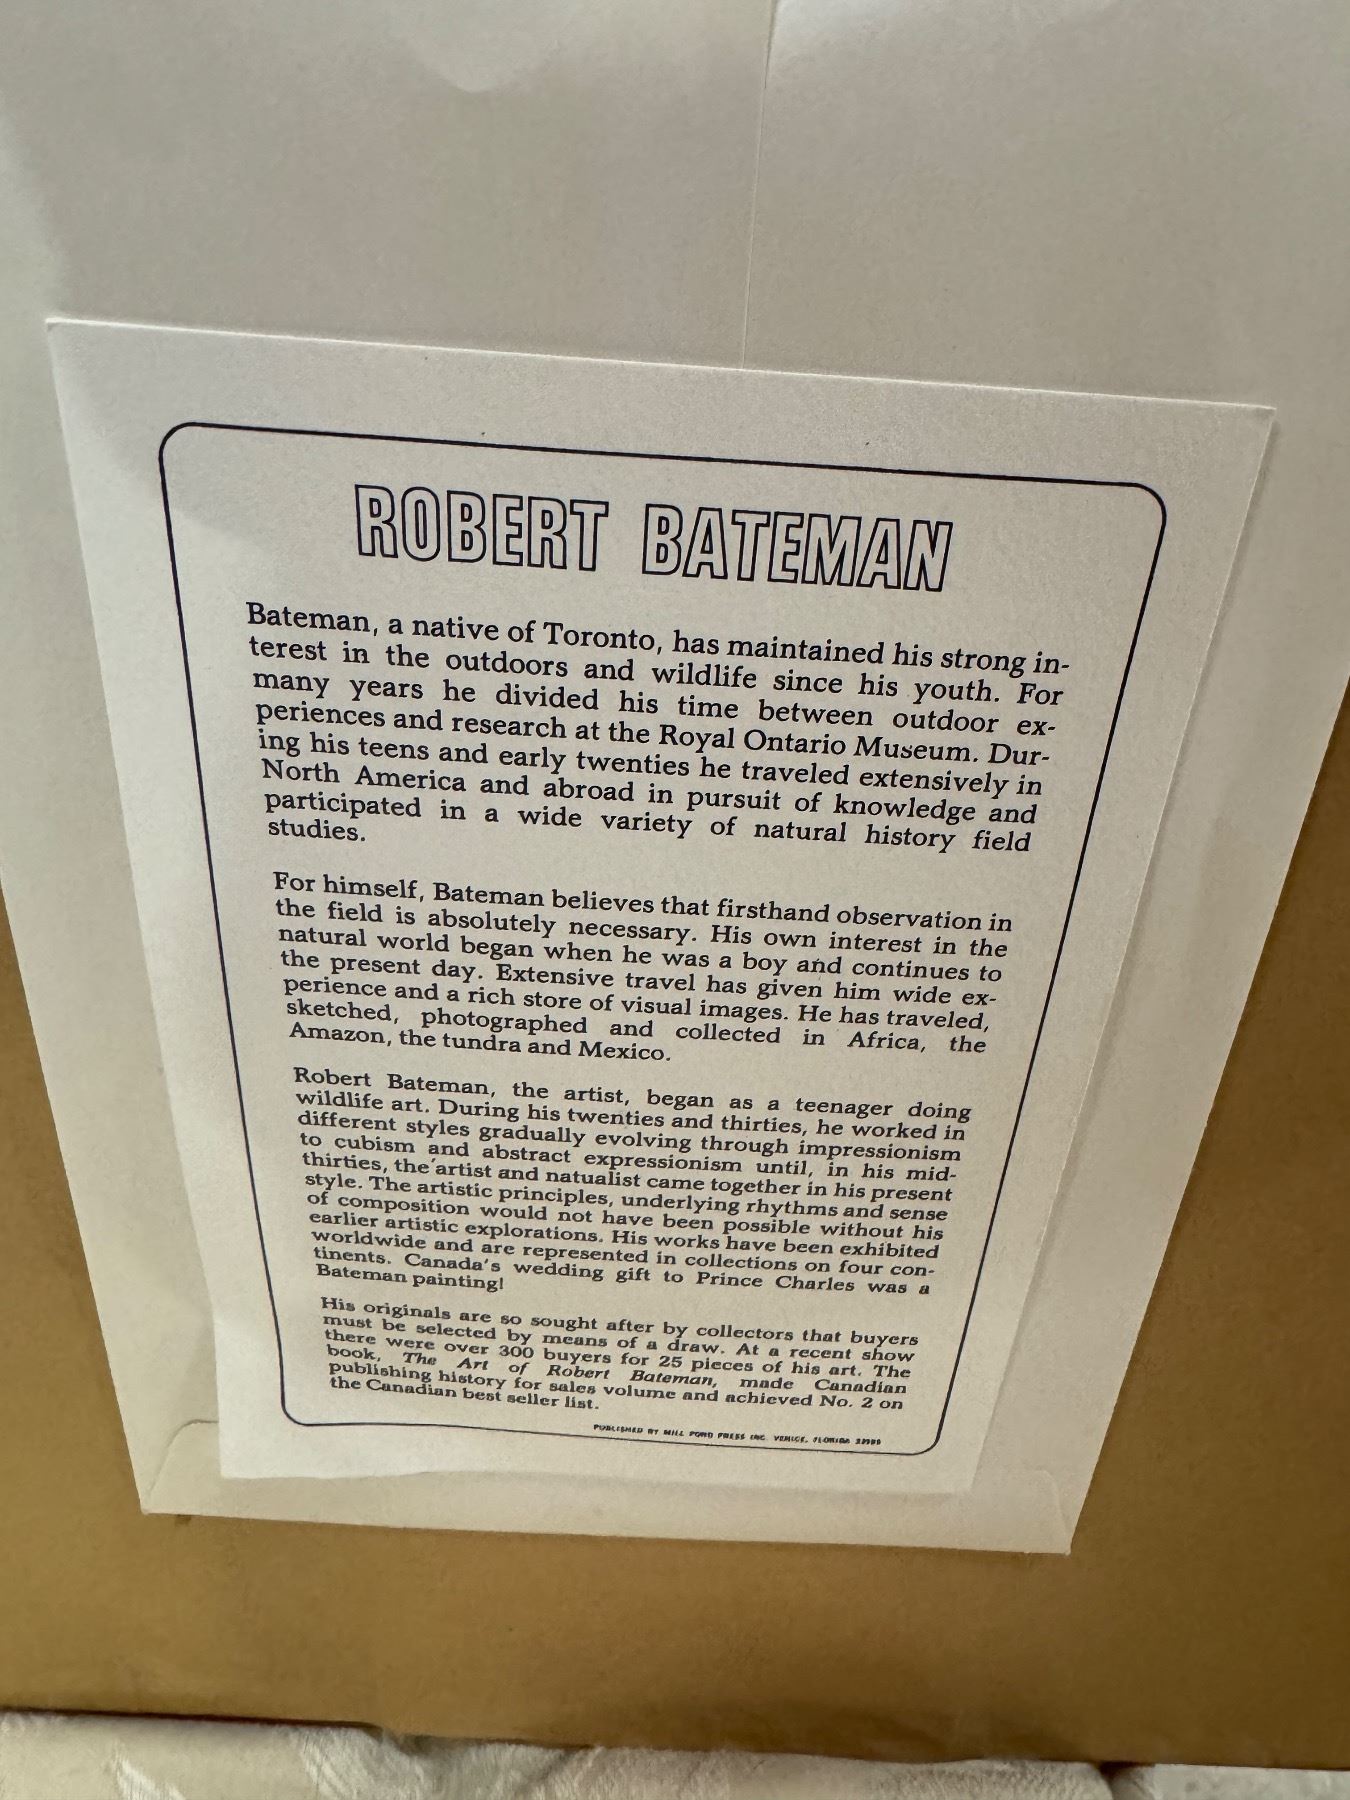 ROBERT BATEMAN
Bateman, a native of Toronto, has maintained his strong in-
terest in the outdoors and wildlife since his youth. For
many years he divided his time between outdoor ex-
periences and research at the Royal Ontario Museum. Dur-
ing his teens and early twenties he traveled extensively in
North America and abroad in pursuit of knowledge and
participated in a wide variety of natural history field
studies.
For himself, Bateman believes that firsthand observation in
the field is absolutely necessary. His own interest in the
natural world began when he was a boy and continues to
the present day. Extensive travel has given him wide ex-
perience and a rich store of visual images. He has traveled,
sketched, photographed and collected in Africa, the
Amazon, the tundra and Mexico.
Robert Bateman, the artist, began as a teenager doing
wildlife art. During his twenties and thirties, he worked in
different styles gradually evolving through impressionism
to cubism and abstract expressionism until, in his mid-
thirties, the artist and natualist came together in his present
style. The artistic principles, underlying rhythms and sense
of composition would not have been possible without his
earlier artistic explorations. His works have been exhibited
worldwide and are represented in collections on four con-
tinents. Canada's wedding gift to Prince Charles was a
Bateman painting!
His originals are so sought after by collectors that buyers
must be selected by means of a draw. At a recent show
there were over 300 buyers for 25 pieces of his art. The
book, The Art of Robert Bateman, made Canadian
publishing history for sales volume and achieved No. 2 on
the Canadian best seller list.
PUBLISHED BY MILL POND PRESS INC. VENICE, FLORIDA